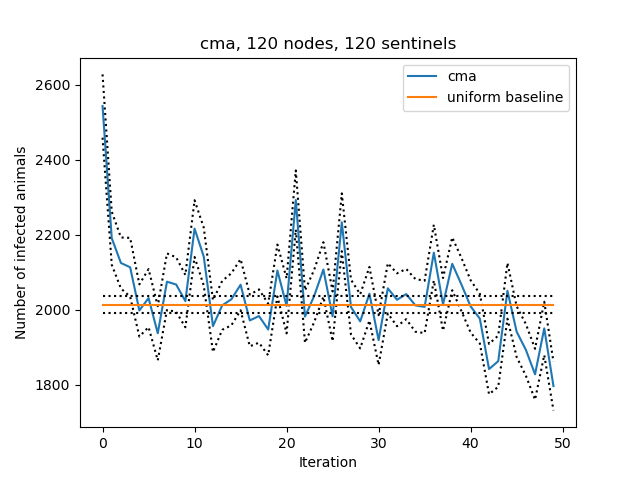 cma, 120 nodes, 120 sentinels
cma
uniform baseline
Number of infected animals
2600
2400
2200
2000
1800
0 10 20 30 40 50
Iteration